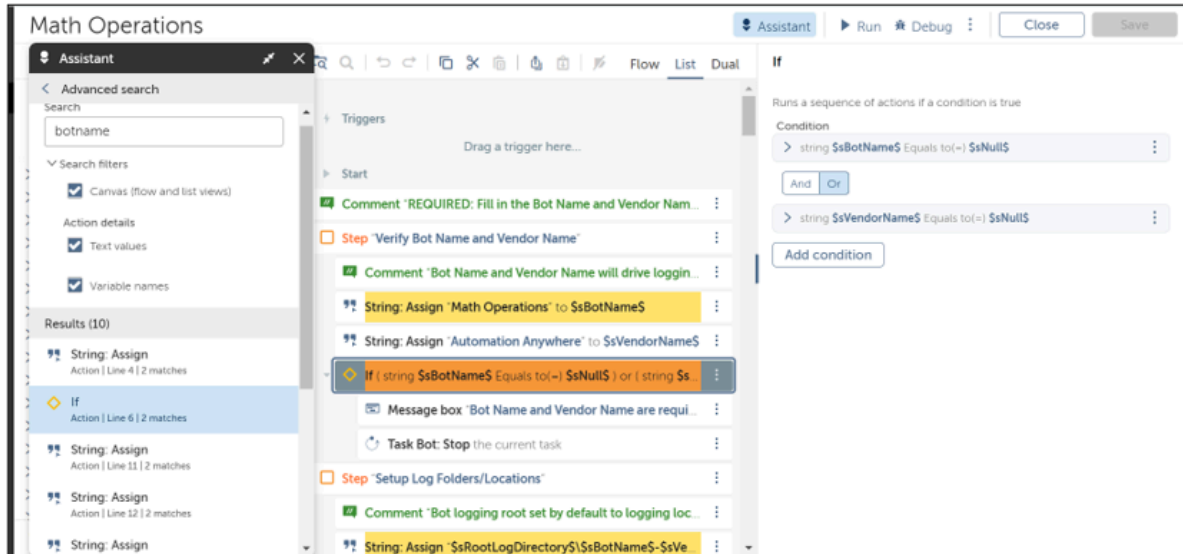 Math Operations
Assistant
Run
Debug
Close
Save
Assistant
Advanced search
Search
botname
Search filters
Canvas (flow and list views)
Action details
Text values
Variable names
Results (10)
String: Assign
Action | Line 4 | 2 matches
If
Action | Line 6 | 2 matches
String: Assign
Action | Line 11 | 2 matches
String: Assign
Action | Line 12 | 2 matches
String: Assign
Flow List Dual
Triggers
Drag a trigger here...
Start
Comment "REQUIRED: Fill in the Bot Name and Vendor Nam...
Step "Verify Bot Name and Vendor Name"
Comment "Bot Name and Vendor Name will drive loggin...
String: Assign "Math Operations" to $sBotName$
String: Assign "Automation Anywhere" to $sVendorName$
If ( string $sBotName$ Equals to(=) $sNull$ ) or ( string $s...
Message box "Bot Name and Vendor Name are requi...
Task Bot: Stop the current task
Step "Setup Log Folders/Locations"
Comment "Bot logging root set by default to logging loc...
String: Assign "$sRootLogDirectory$\$sBotName$-$sVe...
If
Runs a sequence of actions if a condition is true
Condition
string $sBotName$ Equals to(=) $sNull$
And Or
string $sVendorName$ Equals to(=) $sNull$
Add condition